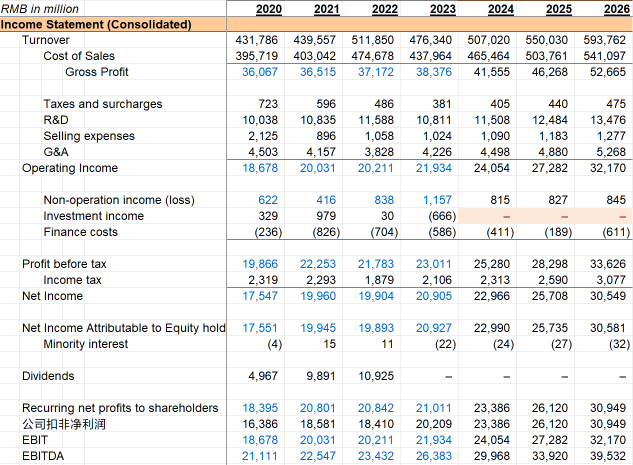 RMB in million 2020 2021 2022 2023 2024 2025 2026
Income Statement (Consolidated)
Turnover 431,786 439,557 511,850 476,340 507,020 550,030 593,762
Cost of Sales 395,719 403,042 474,678 437,964 465,464 503,761 541,097
Gross Profit 36,067 36,515 37,172 38,376 41,555 46,268 52,665
Taxes and surcharges 723 596 486 381 405 440 475
R&D 10,038 10,835 11,588 10,811 11,508 12,484 13,476
Selling expenses 2,125 896 1,058 1,024 1,090 1,183 1,277
G&A 4,503 4,157 3,828 4,226 4,498 4,880 5,268
Operating Income 18,678 20,031 20,211 21,934 24,054 27,282 32,170
Non-operation income (loss) 622 416 838 1,157 815 827 845
Investment income 329 979 30 (666) – – –
Finance costs (236) (826) (704) (586) (411) (189) (611)
Profit before tax 19,866 22,253 21,783 23,011 25,280 28,298 33,626
Income tax 2,319 2,293 1,879 2,106 2,313 2,590 3,077
Net Income 17,547 19,960 19,904 20,905 22,966 25,708 30,549
Net Income Attributable to Equity hold 17,551 19,945 19,893 20,927 22,990 25,735 30,581
Minority interest (4) 15 11 (22) (24) (27) (32)
Dividends 4,967 9,891 10,925 – – – –
Recurring net profits to shareholders 18,395 20,801 20,842 21,011 23,386 26,120 30,949
公司扣非净利润 16,386 18,581 18,410 20,209 23,386 26,120 30,949
EBIT 18,678 20,031 20,211 21,934 24,054 27,282 32,170
EBITDA 21,111 22,547 23,432 26,383 29,968 33,920 39,532